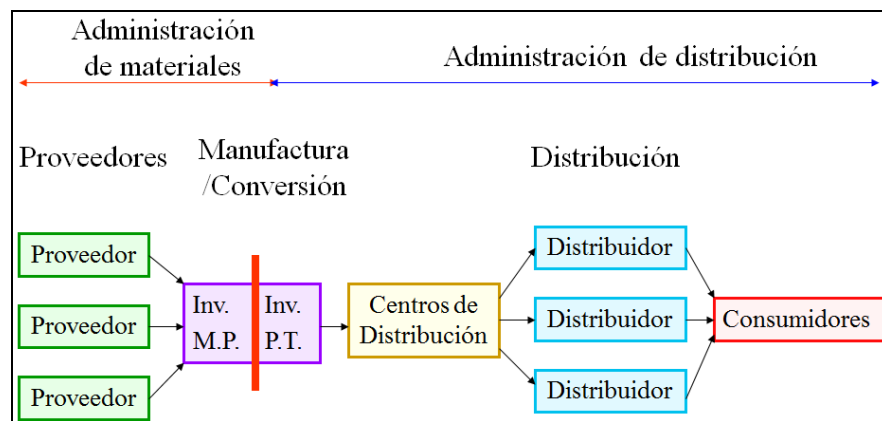 Administración
de materiales
Administración de distribución
Proveedores
Manufactura
/Conversión
Distribución
Proveedor
Proveedor
Proveedor
Inv.
M.P.
Inv.
P.T.
Centros de
Distribución
Distribuidor
Distribuidor
Distribuidor
Consumidores